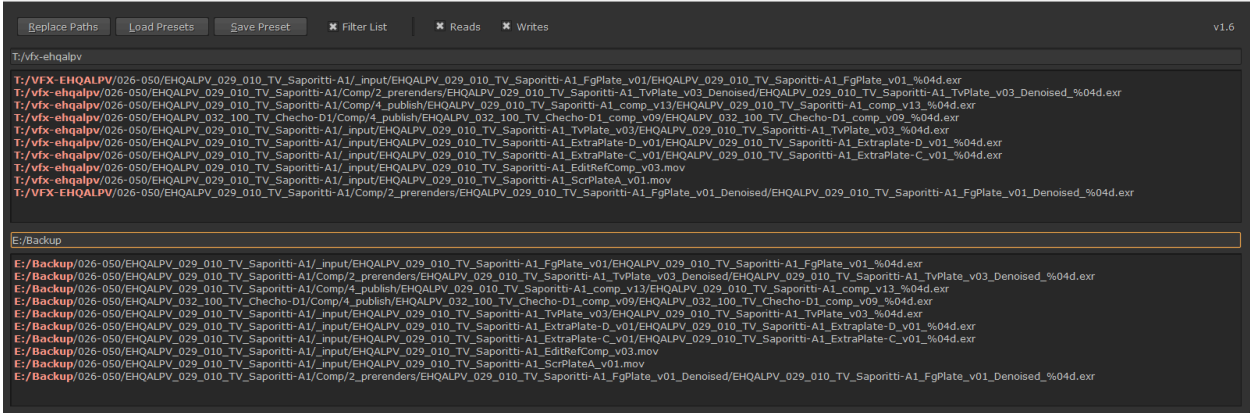 Replace Paths Load Presets Save Preset Filter List Reads Writes v1.6
T:/vfx-ehqalpv
T:/VFX-EHQALPV/026-050/EHQALPV_029_010_TV_Saporitti-A1/_input/EHQALPV_029_010_TV_Saporitti-A1_FgPlate_v01/EHQALPV_029_010_TV_Saporitti-A1_FgPlate_v01_%04d.exr
T:/vfx-ehqalpv/026-050/EHQALPV_029_010_TV_Saporitti-A1/Comp/2_prerenders/EHQALPV_029_010_TV_Saporitti-A1_TvPlate_v03_Denoised/EHQALPV_029_010_TV_Saporitti-A1_TvPlate_v03_Denoised_%04d.exr
T:/vfx-ehqalpv/026-050/EHQALPV_029_010_TV_Saporitti-A1/Comp/4_publish/EHQALPV_029_010_TV_Saporitti-A1_comp_v13/EHQALPV_029_010_TV_Saporitti-A1_comp_v13_%04d.exr
T:/vfx-ehqalpv/026-050/EHQALPV_032_100_TV_Checho-D1/Comp/4_publish/EHQALPV_032_100_TV_Checho-D1_comp_v09/EHQALPV_032_100_TV_Checho-D1_comp_v09_%04d.exr
T:/vfx-ehqalpv/026-050/EHQALPV_029_010_TV_Saporitti-A1/_input/EHQALPV_029_010_TV_Saporitti-A1_TvPlate_v03/EHQALPV_029_010_TV_Saporitti-A1_TvPlate_v03_%04d.exr
T:/vfx-ehqalpv/026-050/EHQALPV_029_010_TV_Saporitti-A1/_input/EHQALPV_029_010_TV_Saporitti-A1_ExtraPlate-D_v01/EHQALPV_029_010_TV_Saporitti-A1_Extraplate-D_v01_%04d.exr
T:/vfx-ehqalpv/026-050/EHQALPV_029_010_TV_Saporitti-A1/_input/EHQALPV_029_010_TV_Saporitti-A1_ExtraPlate-C_v01/EHQALPV_029_010_TV_Saporitti-A1_ExtraPlate-C_v01_%04d.exr
T:/vfx-ehqalpv/026-050/EHQALPV_029_010_TV_Saporitti-A1/_input/EHQALPV_029_010_TV_Saporitti-A1_EditRefComp_v03.mov
T:/vfx-ehqalpv/026-050/EHQALPV_029_010_TV_Saporitti-A1/_input/EHQALPV_029_010_TV_Saporitti-A1_ScrPlateA_v01.mov
T:/VFX-EHQALPV/026-050/EHQALPV_029_010_TV_Saporitti-A1/Comp/2_prerenders/EHQALPV_029_010_TV_Saporitti-A1_FgPlate_v01_Denoised/EHQALPV_029_010_TV_Saporitti-A1_FgPlate_v01_Denoised_%04d.exr
E:/Backup
E:/Backup/026-050/EHQALPV_029_010_TV_Saporitti-A1/_input/EHQALPV_029_010_TV_Saporitti-A1_FgPlate_v01/EHQALPV_029_010_TV_Saporitti-A1_FgPlate_v01_%04d.exr
E:/Backup/026-050/EHQALPV_029_010_TV_Saporitti-A1/Comp/2_prerenders/EHQALPV_029_010_TV_Saporitti-A1_TvPlate_v03_Denoised/EHQALPV_029_010_TV_Saporitti-A1_TvPlate_v03_Denoised_%04d.exr
E:/Backup/026-050/EHQALPV_029_010_TV_Saporitti-A1/Comp/4_publish/EHQALPV_029_010_TV_Saporitti-A1_comp_v13/EHQALPV_029_010_TV_Saporitti-A1_comp_v13_%04d.exr
E:/Backup/026-050/EHQALPV_032_100_TV_Checho-D1/Comp/4_publish/EHQALPV_032_100_TV_Checho-D1_comp_v09/EHQALPV_032_100_TV_Checho-D1_comp_v09_%04d.exr
E:/Backup/026-050/EHQALPV_029_010_TV_Saporitti-A1/_input/EHQALPV_029_010_TV_Saporitti-A1_TvPlate_v03/EHQALPV_029_010_TV_Saporitti-A1_TvPlate_v03_%04d.exr
E:/Backup/026-050/EHQALPV_029_010_TV_Saporitti-A1/_input/EHQALPV_029_010_TV_Saporitti-A1_ExtraPlate-D_v01/EHQALPV_029_010_TV_Saporitti-A1_Extraplate-D_v01_%04d.exr
E:/Backup/026-050/EHQALPV_029_010_TV_Saporitti-A1/_input/EHQALPV_029_010_TV_Saporitti-A1_ExtraPlate-C_v01/EHQALPV_029_010_TV_Saporitti-A1_ExtraPlate-C_v01_%04d.exr
E:/Backup/026-050/EHQALPV_029_010_TV_Saporitti-A1/_input/EHQALPV_029_010_TV_Saporitti-A1_EditRefComp_v03.mov
E:/Backup/026-050/EHQALPV_029_010_TV_Saporitti-A1/_input/EHQALPV_029_010_TV_Saporitti-A1_ScrPlateA_v01.mov
E:/Backup/026-050/EHQALPV_029_010_TV_Saporitti-A1/Comp/2_prerenders/EHQALPV_029_010_TV_Saporitti-A1_FgPlate_v01_Denoised/EHQALPV_029_010_TV_Saporitti-A1_FgPlate_v01_Denoised_%04d.exr